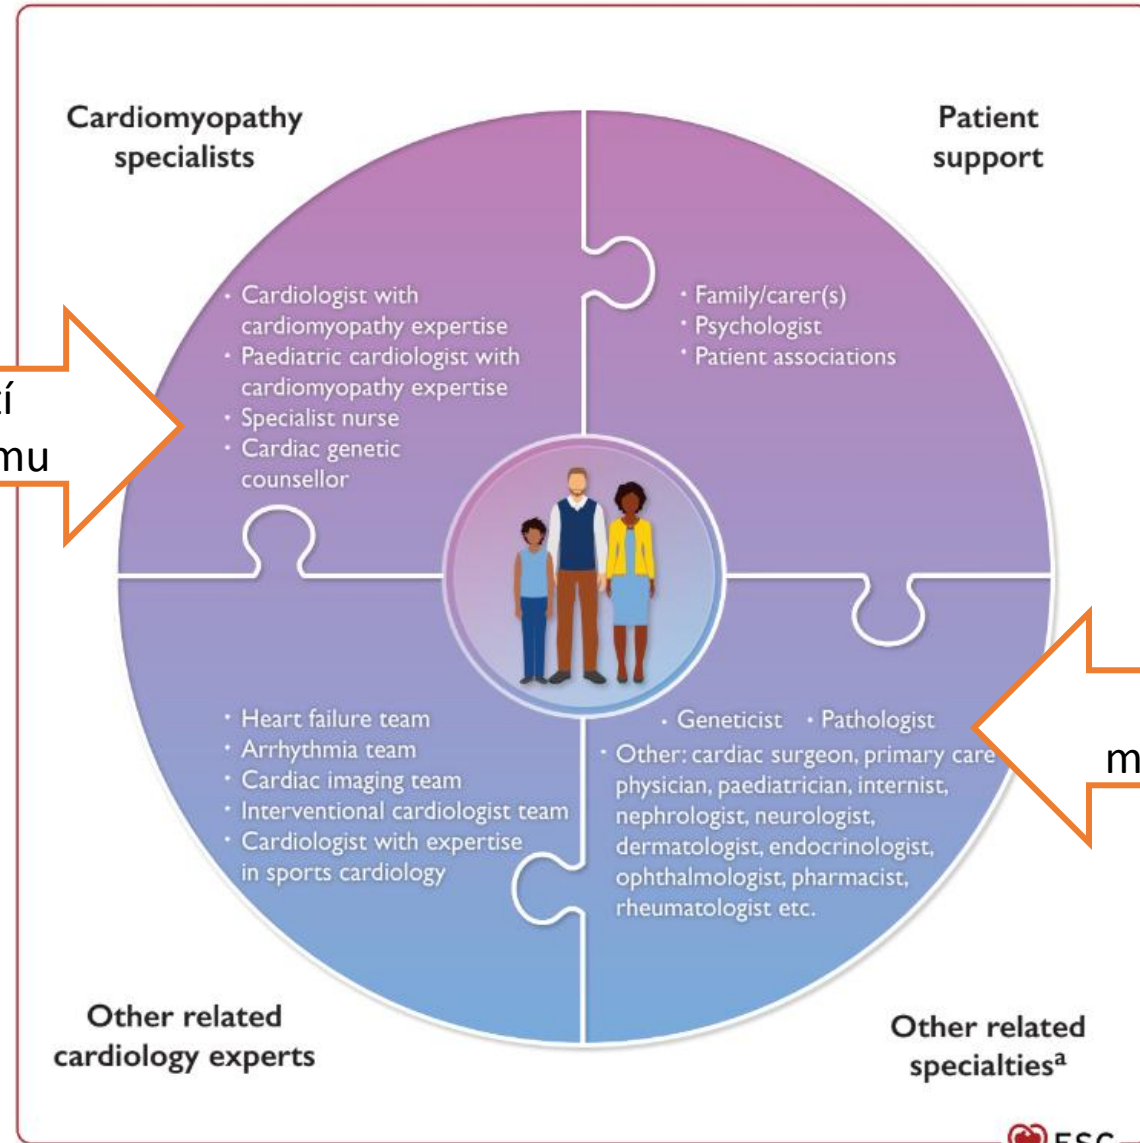 Cardiomyopathy
specialists
Patient
support
· Cardiologist with
cardiomyopathy expertise
· Paediatric cardiologist with
cardiomyopathy expertise
· Specialist nurse
· Cardiac genetic
counsellor
· Family/carer(s)
· Psychologist
· Patient associations
· Heart failure team
· Arrhythmia team
· Cardiac imaging team
· Interventional cardiologist team
· Cardiologist with expertise
in sports cardiology
· Geneticist · Pathologist
· Other: cardiac surgeon, primary care
physician, paediatrician, internist,
nephrologist, neurologist,
dermatologist, endocrinologist,
ophthalmologist, pharmacist,
rheumatologist etc.
Other related
cardiology experts
Other related
specialtiesᵃ
ESC